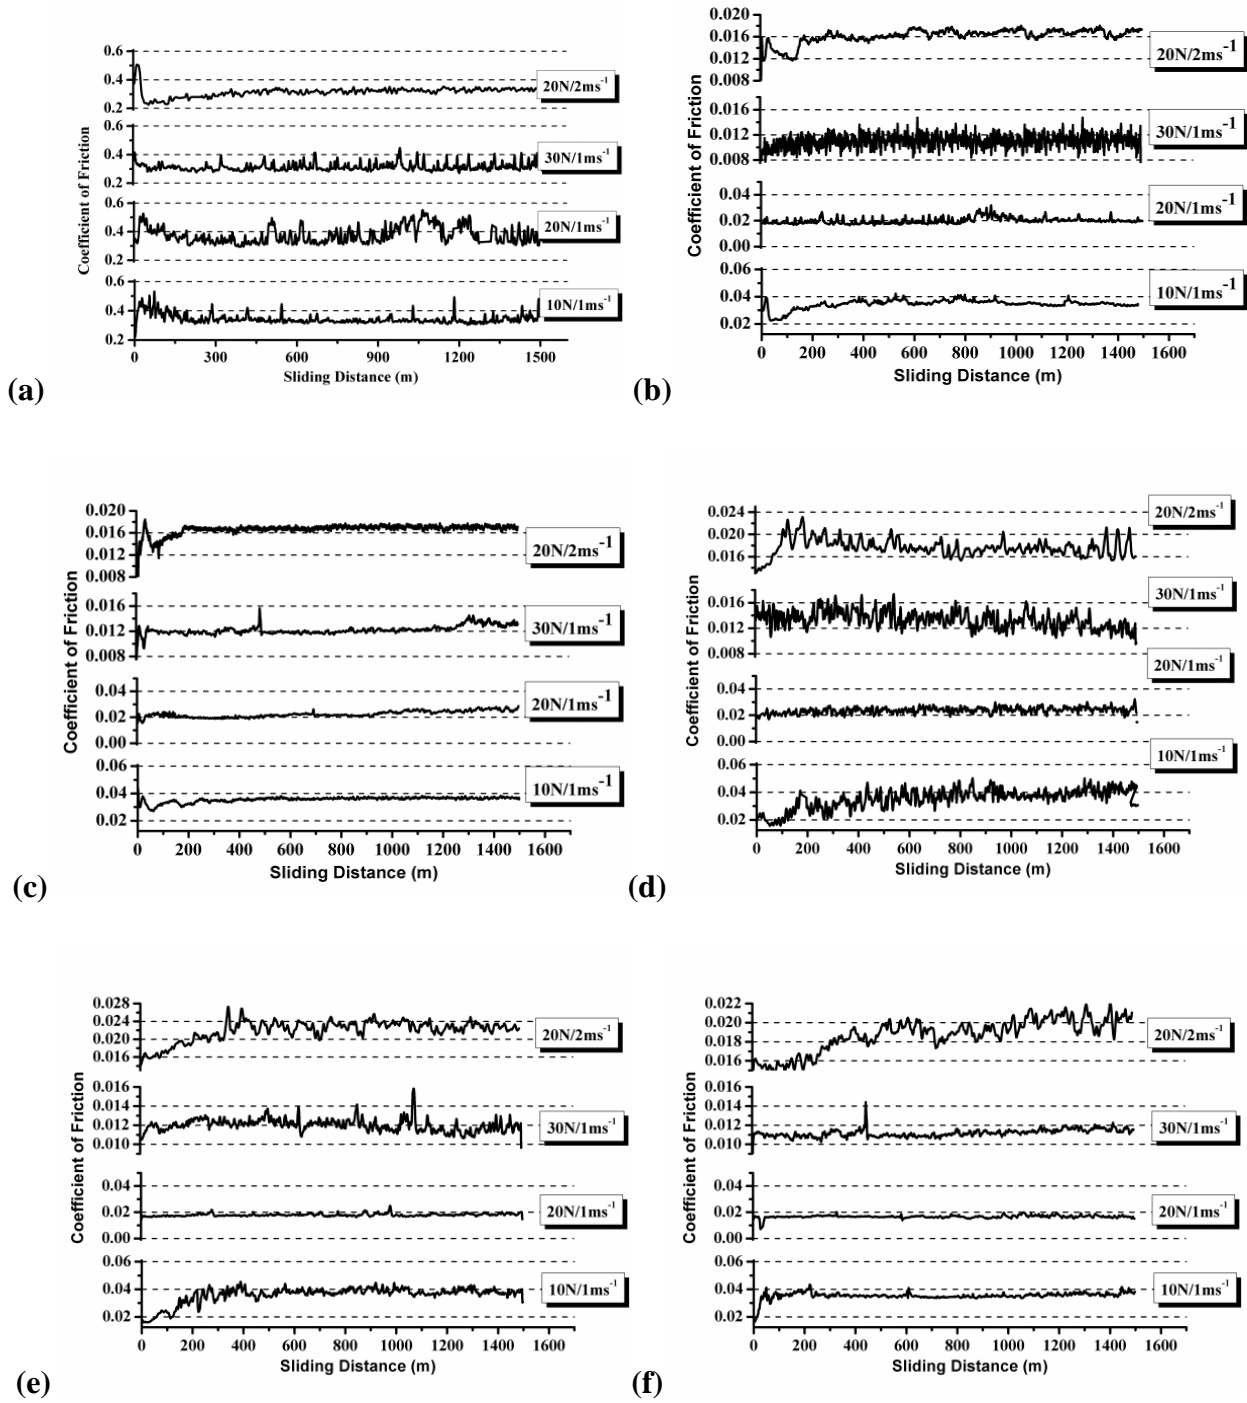 0.6
0.4
20N/2ms-1
0.2
0.6
0.4
30N/1ms-1
0.2
0.6
0.4
20N/1ms-1
0.2
0.6
0.4
10N/1ms-1
0.2
0 300 600 900 1200 1500
Sliding Distance (m)
Coefficient of Friction
(a)
0.020
0.016
20N/2ms-1
0.012
0.008
0.016
30N/1ms-1
0.012
0.008
0.04
20N/1ms-1
0.02
0.00
0.06
10N/1ms-1
0.04
0.02
0 200 400 600 800 1000 1200 1400 1600
Sliding Distance (m)
Coefficient of Friction
(b)
0.020
0.016
20N/2ms-1
0.012
0.008
0.016
30N/1ms-1
0.012
0.008
0.04
20N/1ms-1
0.02
0.00
0.06
10N/1ms-1
0.04
0.02
0 200 400 600 800 1000 1200 1400 1600
Sliding Distance (m)
Coefficient of Friction
(c)
20N/2ms-1
0.024
0.020
0.016
30N/1ms-1
0.016
0.012
0.008
20N/1ms-1
0.04
0.02
0.00
10N/1ms-1
0.06
0.04
0.02
0 200 400 600 800 1000 1200 1400 1600
Sliding Distance (m)
Coefficient of Friction
(d)
0.028
0.024
20N/2ms-1
0.020
0.016
0.016
0.014
30N/1ms-1
0.012
0.010
0.04
20N/1ms-1
0.02
0.00
0.06
0.04
10N/1ms-1
0.02
0 200 400 600 800 1000 1200 1400 1600
Sliding Distance (m)
Coefficient of Friction
(e)
0.022
0.020
20N/2ms-1
0.018
0.016
0.016
0.014
30N/1ms-1
0.012
0.010
0.04
20N/1ms-1
0.02
0.00
0.06
0.04
10N/1ms-1
0.02
0 200 400 600 800 1000 1200 1400 1600
Sliding Distance (m)
Coefficient of Friction
(f)